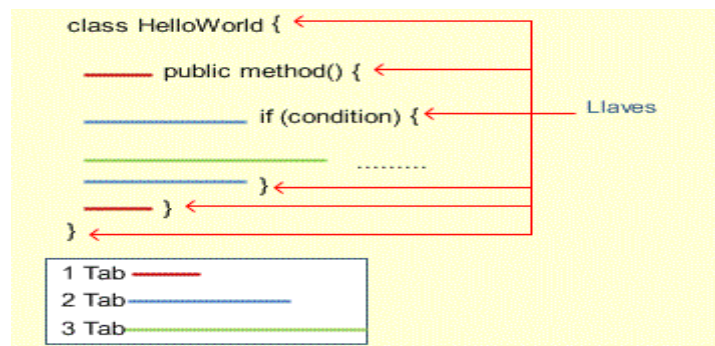 class HelloWorld {
public method() {
if (condition) {
Llaves
.........
}
}
}
1 Tab
2 Tab
3 Tab